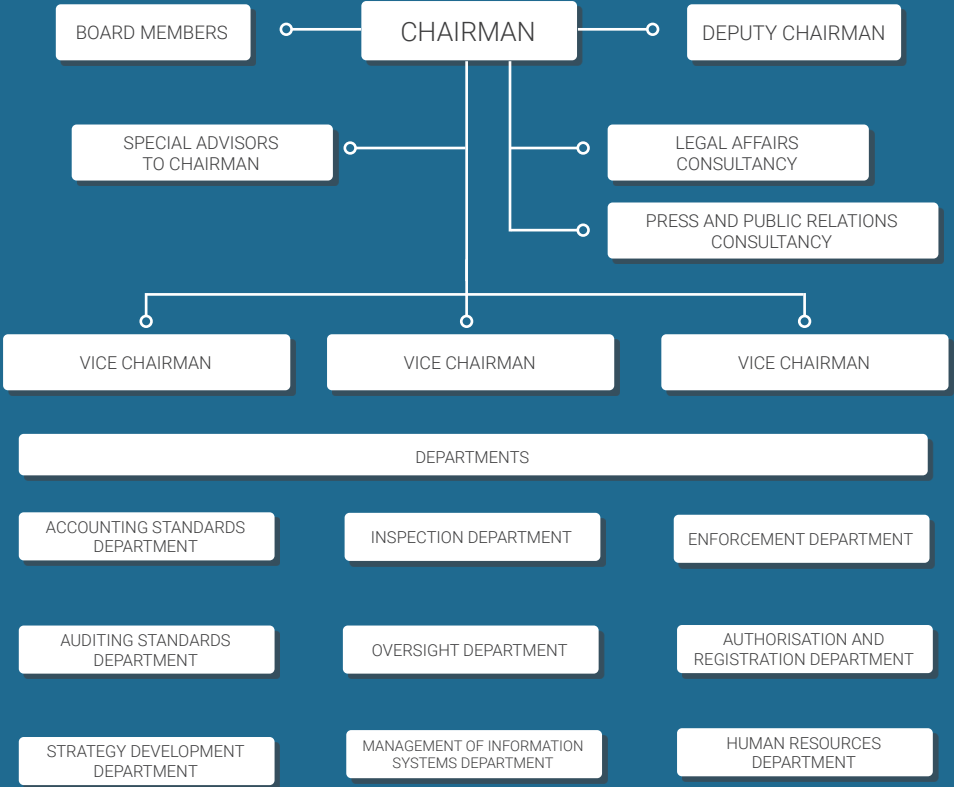 BOARD MEMBERS
CHAIRMAN
DEPUTY CHAIRMAN
SPECIAL ADVISORS
TO CHAIRMAN
LEGAL AFFAIRS
CONSULTANCY
PRESS AND PUBLIC RELATIONS
CONSULTANCY
VICE CHAIRMAN
VICE CHAIRMAN
VICE CHAIRMAN
DEPARTMENTS
ACCOUNTING STANDARDS
DEPARTMENT
INSPECTION DEPARTMENT
ENFORCEMENT DEPARTMENT
AUDITING STANDARDS
DEPARTMENT
OVERSIGHT DEPARTMENT
AUTHORISATION AND
REGISTRATION DEPARTMENT
STRATEGY DEVELOPMENT
DEPARTMENT
MANAGEMENT OF INFORMATION
SYSTEMS DEPARTMENT
HUMAN RESOURCES
DEPARTMENT